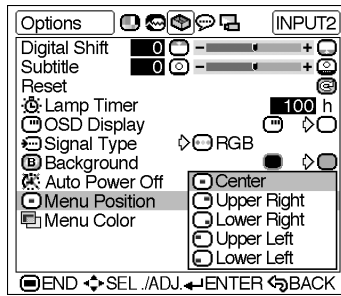 Options INPUT2
Digital Shift 0 - +
Subtitle 0 - +
Reset
Lamp Timer 100 h
OSD Display
Signal Type RGB
B Background
Auto Power Off
Menu Position
Menu Color
Center
Upper Right
Lower Right
Upper Left
Lower Left
END SEL ./ADJ. ENTER BACK